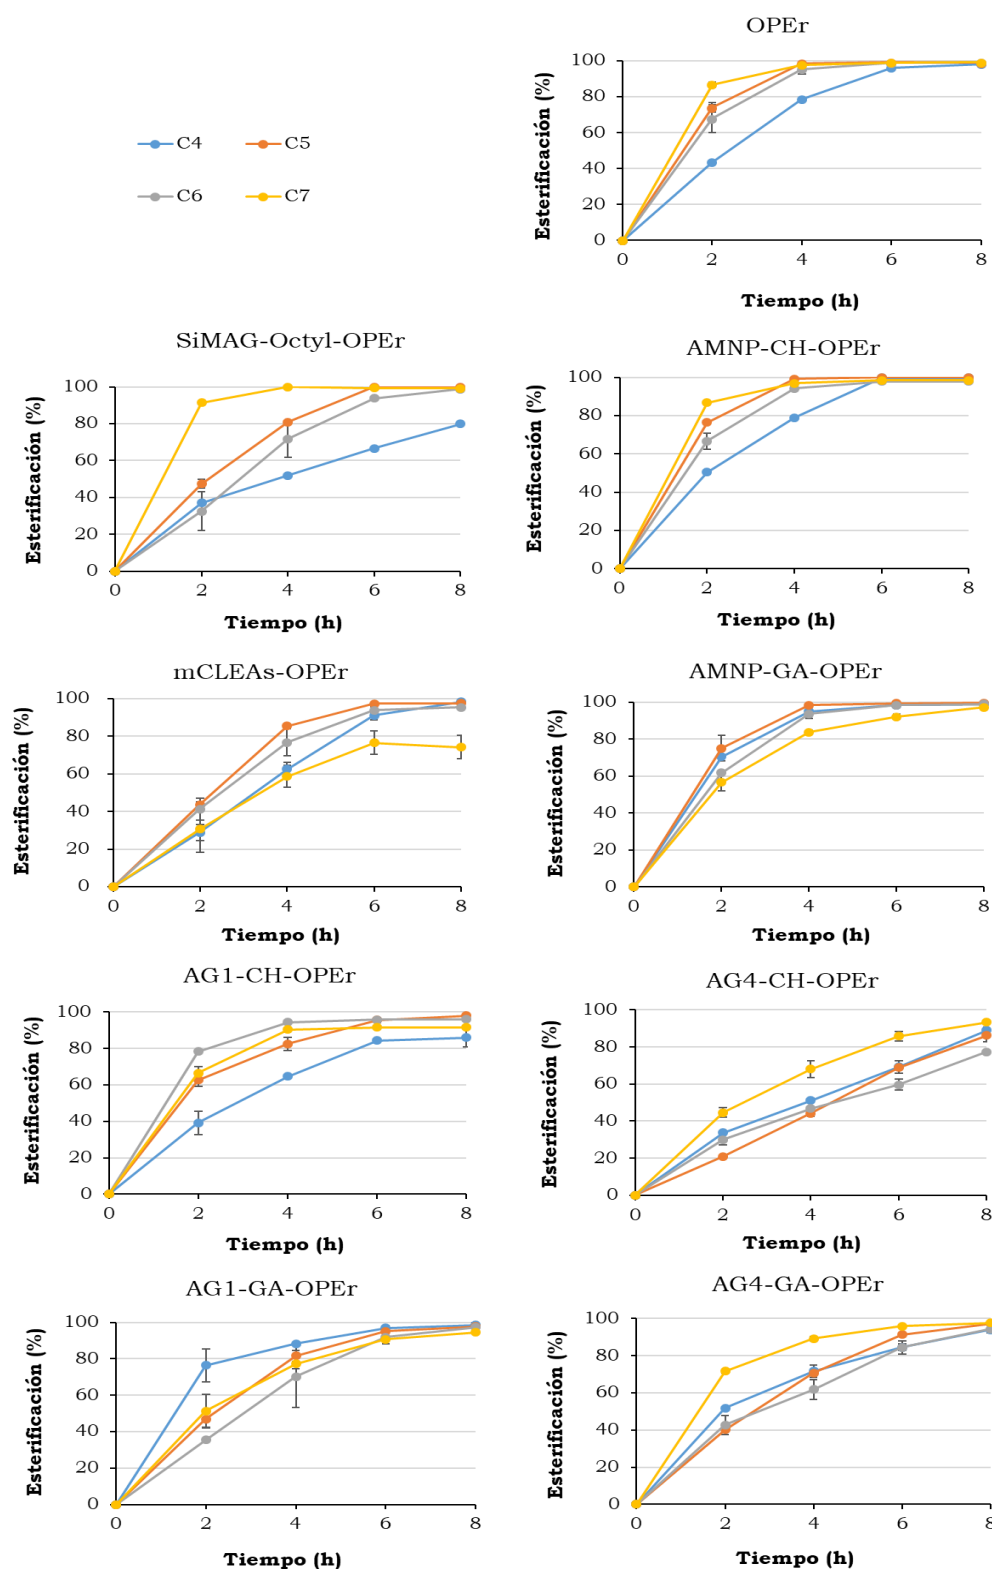 OPEr
Esterificación (%)
100
80
60
40
20
0
0 2 4 6 8
Tiempo (h)
C4 C5
C6 C7
SiMAG-Octyl-OPEr
Esterificación (%)
100
80
60
40
20
0
0 2 4 6 8
Tiempo (h)
AMNP-CH-OPEr
Esterificación (%)
100
80
60
40
20
0
0 2 4 6 8
Tiempo (h)
mCLEAs-OPEr
Esterificación (%)
100
80
60
40
20
0
0 2 4 6 8
Tiempo (h)
AMNP-GA-OPEr
Esterificación (%)
100
80
60
40
20
0
0 2 4 6 8
Tiempo (h)
AG1-CH-OPEr
Esterificación (%)
100
80
60
40
20
0
0 2 4 6 8
Tiempo (h)
AG4-CH-OPEr
Esterificación (%)
100
80
60
40
20
0
0 2 4 6 8
Tiempo (h)
AG1-GA-OPEr
Esterificación (%)
100
80
60
40
20
0
0 2 4 6 8
Tiempo (h)
AG4-GA-OPEr
Esterificación (%)
100
80
60
40
20
0
0 2 4 6 8
Tiempo (h)